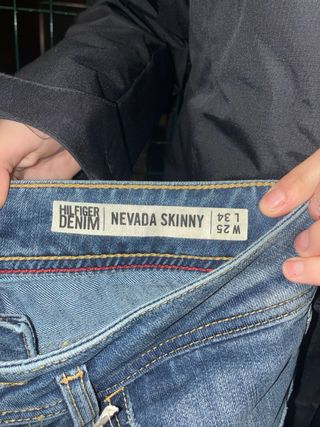 HILFIGER
DENIM
NEVADA SKINNY
W 25
L 34